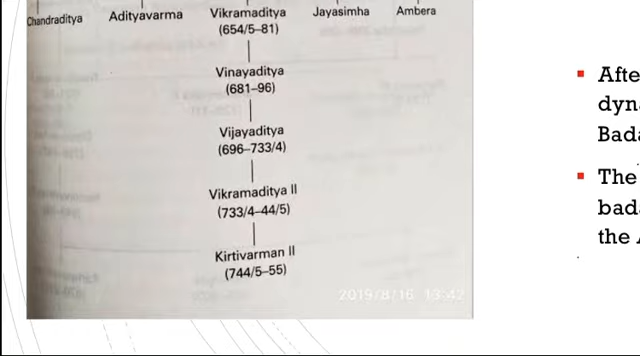 Chandraditya Adityavarma Vikramaditya Jayasimha Ambera
(654/5–81)
Vinayaditya
(681–96)
Vijayaditya
(696–733/4)
Vikramaditya II
(733/4–44/5)
Kirtivarman II
(744/5–55)
2019/8/16 13:42
▪ Afte
dyn
Bada
▪ The
bada
the